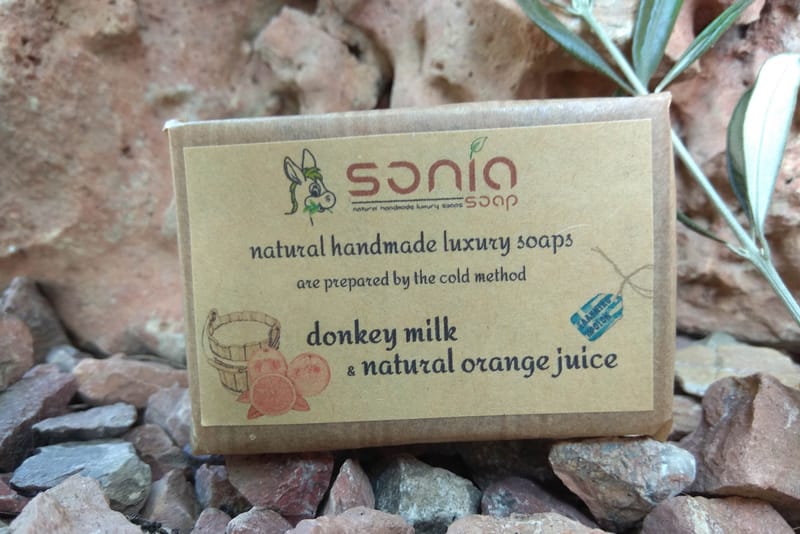 sonia
natural handmade luxury soaps
soap
natural handmade luxury soaps
are prepared by the cold method
donkey milk
& natural orange juice